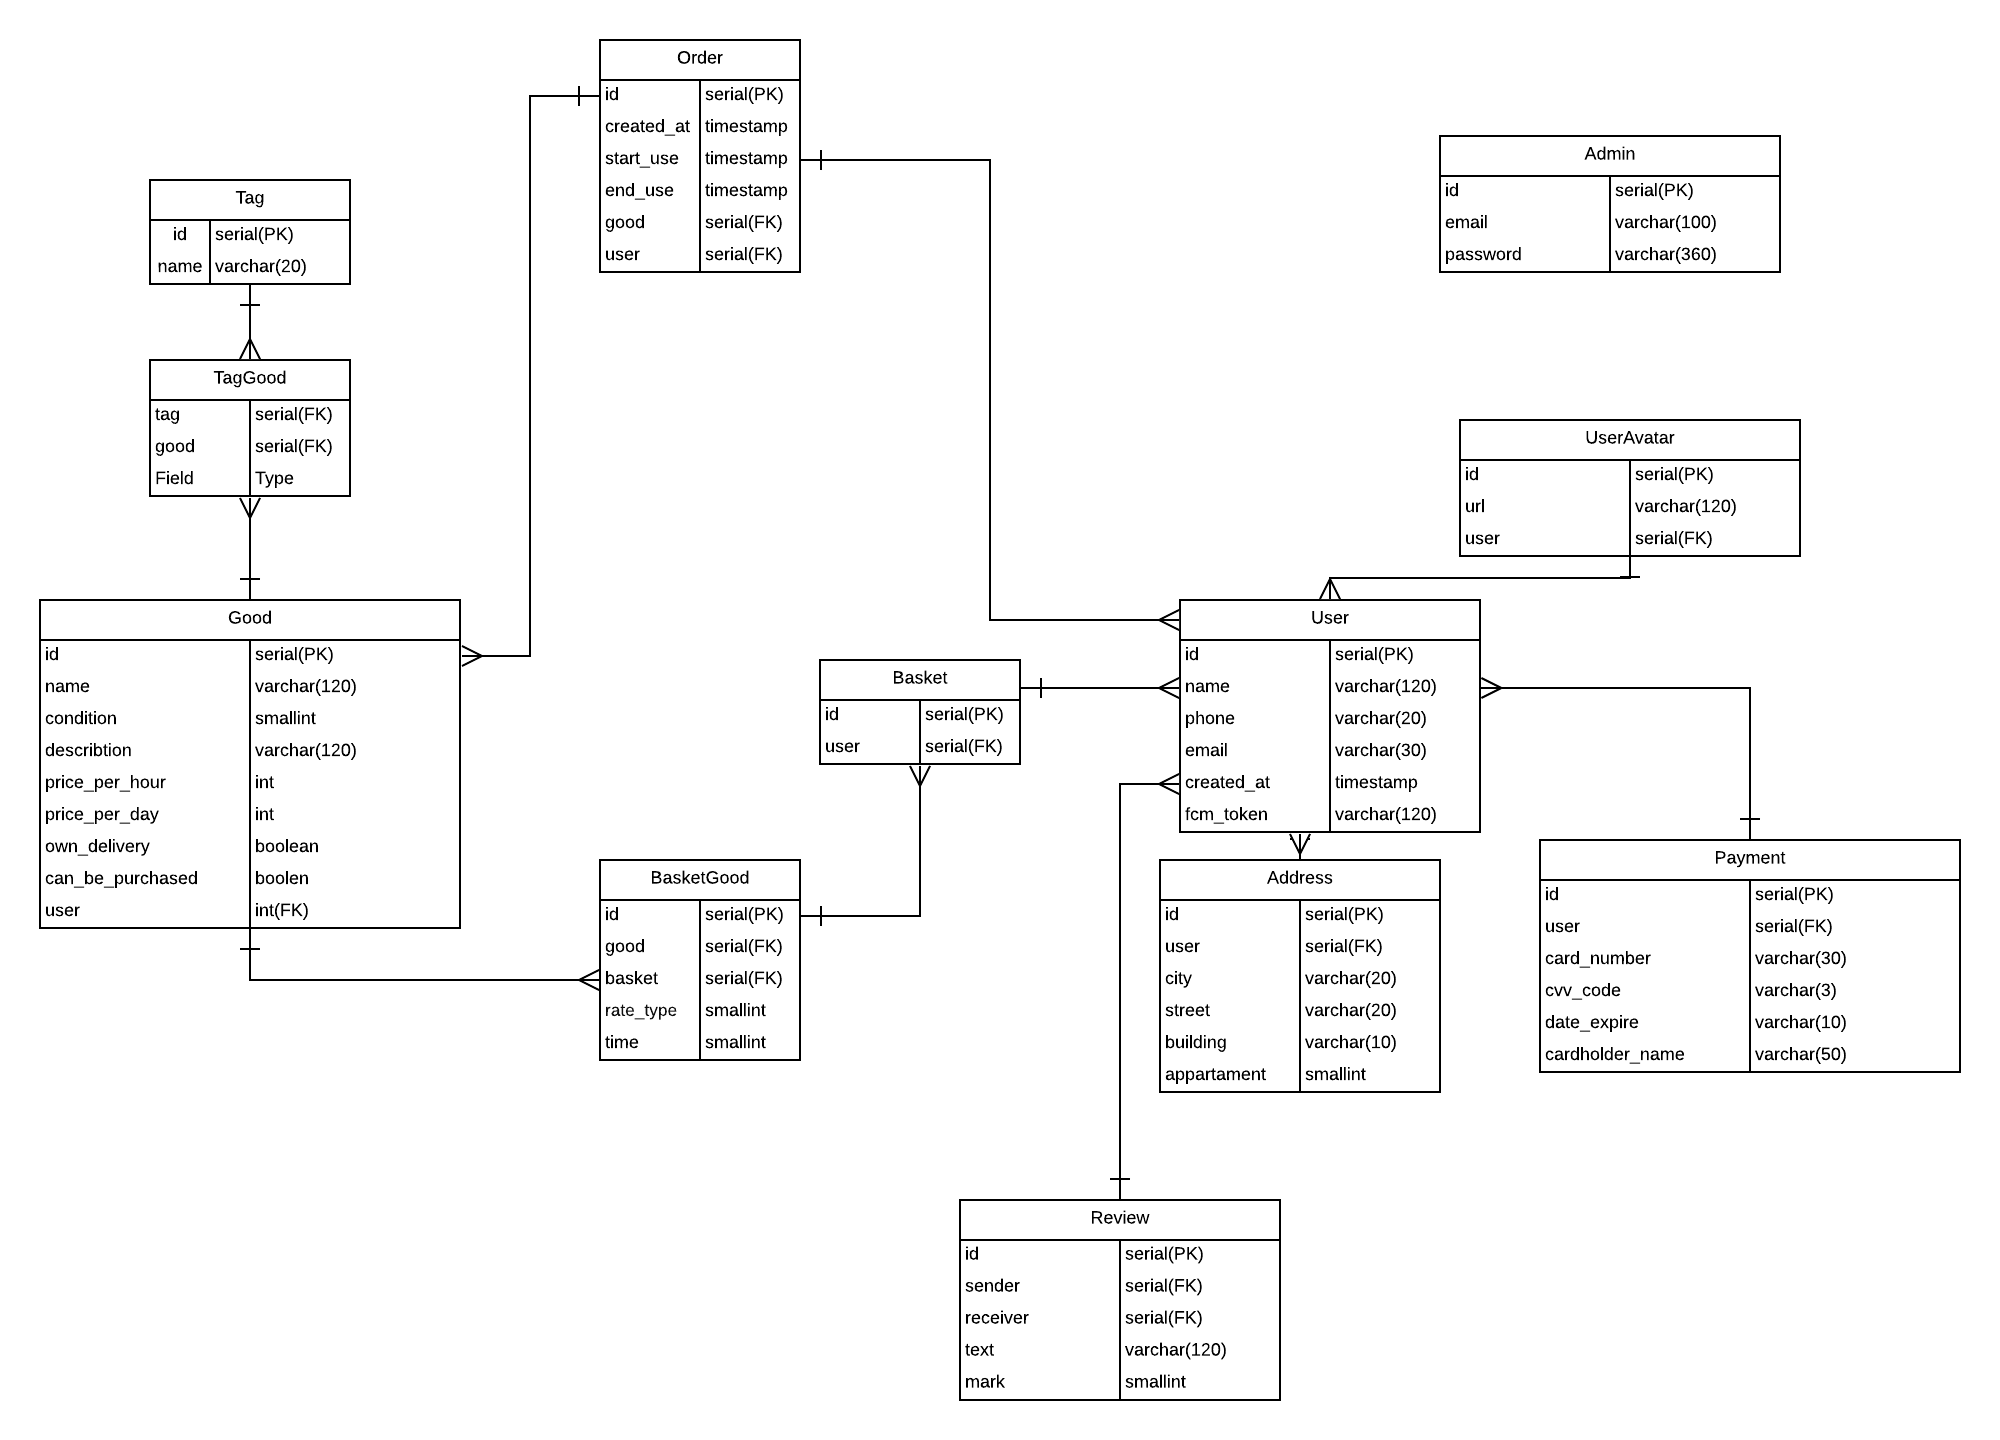 Order
id serial(PK)
created_at timestamp
start_use timestamp
end_use timestamp
good serial(FK)
user serial(FK)
Admin
id serial(PK)
email varchar(100)
password varchar(360)
Tag
id serial(PK)
name varchar(20)
TagGood
tag serial(FK)
good serial(FK)
Field Type
UserAvatar
id serial(PK)
url varchar(120)
user serial(FK)
Good
id serial(PK)
name varchar(120)
condition smallint
describtion varchar(120)
price_per_hour int
price_per_day int
own_delivery boolean
can_be_purchased boolen
user int(FK)
User
id serial(PK)
name varchar(120)
phone varchar(20)
email varchar(30)
created_at timestamp
fcm_token varchar(120)
Basket
id serial(PK)
user serial(FK)
BasketGood
id serial(PK)
good serial(FK)
basket serial(FK)
rate_type smallint
time smallint
Address
id serial(PK)
user serial(FK)
city varchar(20)
street varchar(20)
building varchar(10)
appartament smallint
Payment
id serial(PK)
user serial(FK)
card_number varchar(30)
cvv_code varchar(3)
date_expire varchar(10)
cardholder_name varchar(50)
Review
id serial(PK)
sender serial(FK)
receiver serial(FK)
text varchar(120)
mark smallint